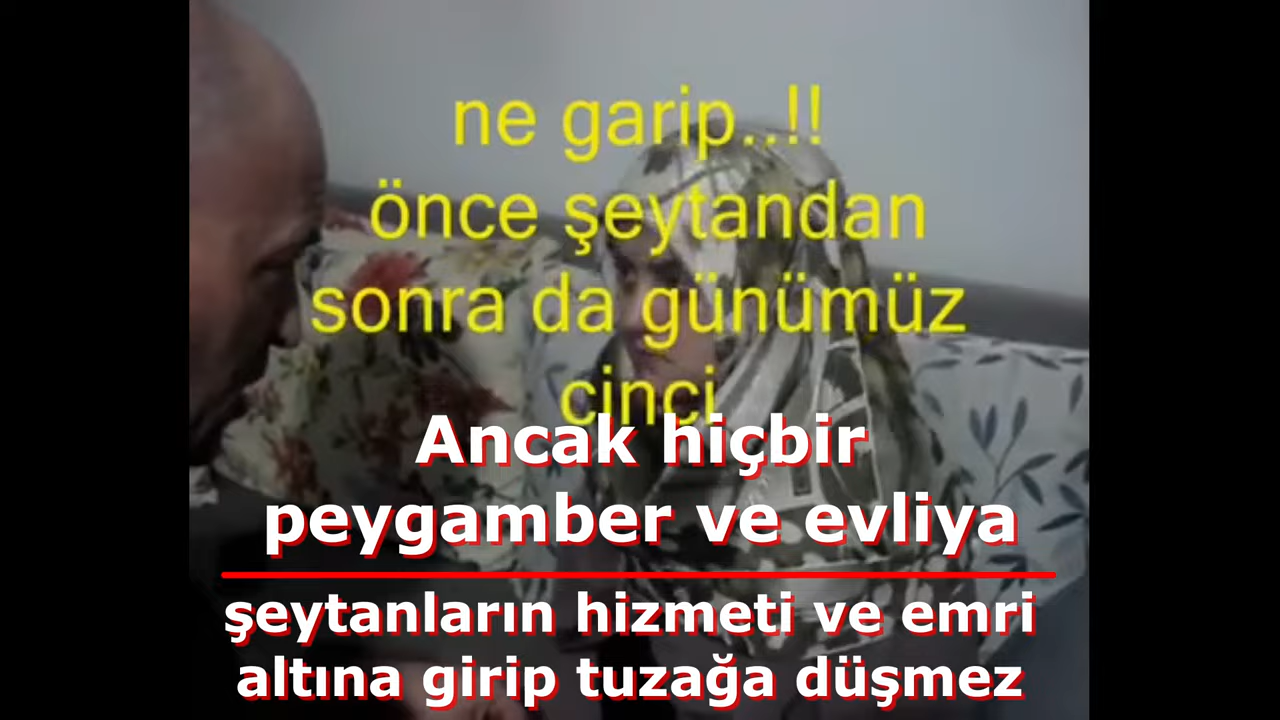 ne garip..!!
önce şeytandan
sonra da günümüz
cinci
Ancak hiçbir
peygamber ve evliya
şeytanların hizmeti ve emri
altına girip tuzağa düşmez